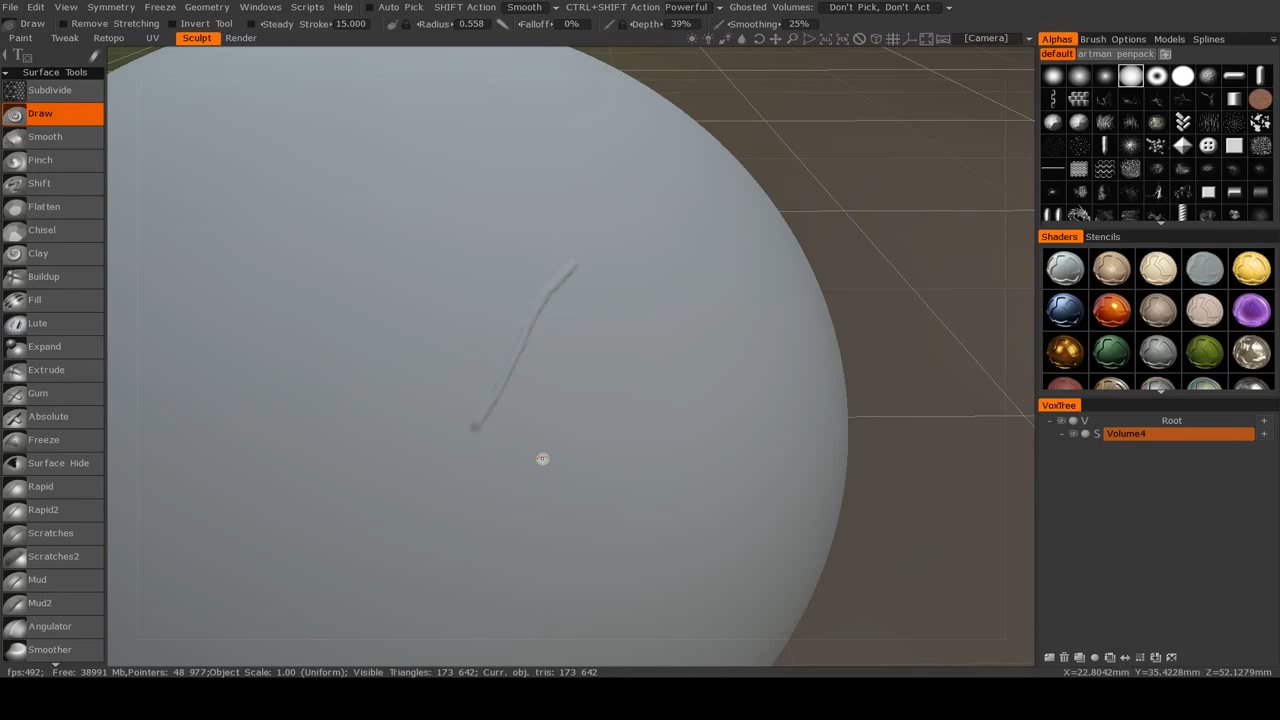 File Edit View Symmetry Freeze Geometry Windows Scripts Help Auto Pick SHIFT Action Smooth CTRL+SHIFT Action Powerful Ghosted Volumes: Don't Pick, Don't Act
Draw Remove Stretching Invert Tool Steady Stroke 15.000 Radius 0.558 Falloff 0% Depth 39% Smoothing 25%
Paint Tweak Retopo UV Sculpt Render [Camera]
Alphas Brush Options Models Splines
default artman penpack
Surface Tools
Subdivide
Draw
Smooth
Pinch
Shift
Flatten
Chisel
Clay
Buildup
Fill
Lute
Expand
Extrude
Gum
Absolute
Freeze
Surface Hide
Rapid
Rapid2
Scratches
Scratches2
Mud
Mud2
Angulator
Smoother
Shaders Stencils
VoxTree
V Root
S Volume4
fps:492; Free: 38991 Mb,Pointers: 48 977;Object Scale: 1.00 (Uniform); Visible Triangles: 173 642; Curr. obj. tris: 173 642
X=22.8042mm Y=35.4228mm Z=52.1279mm